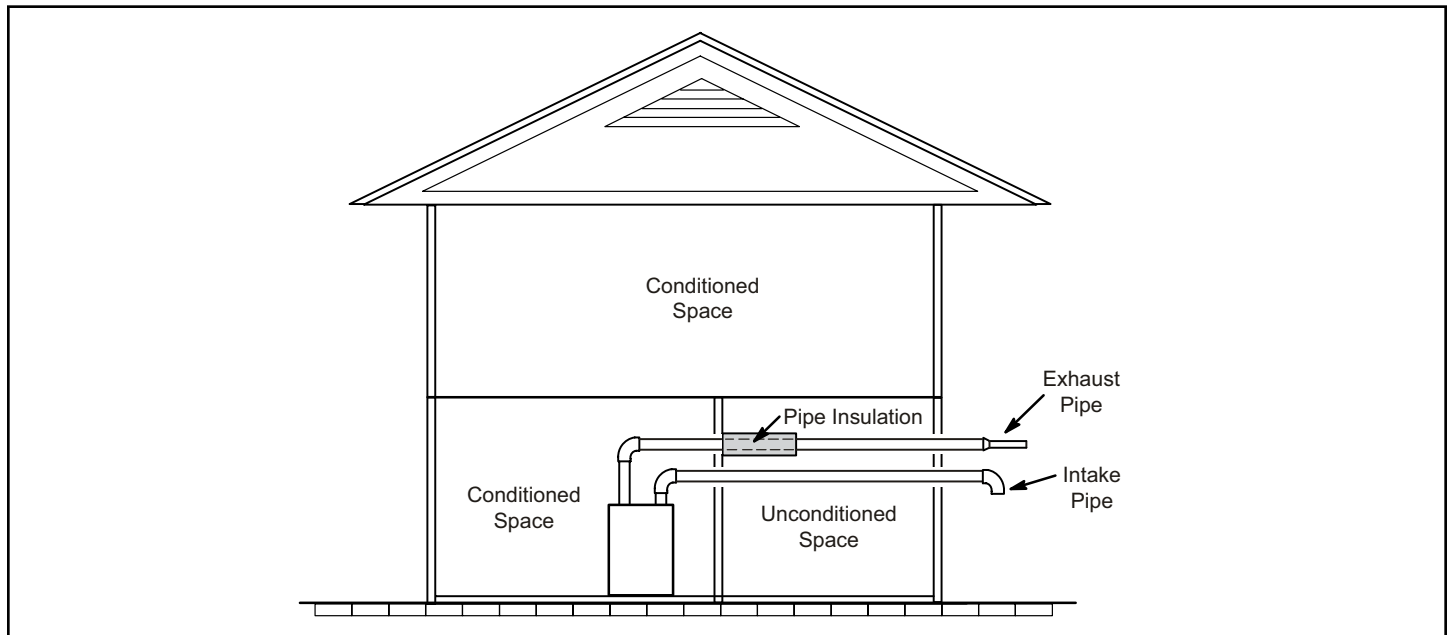 Conditioned
Space
Exhaust
Pipe
Pipe Insulation
Intake
Pipe
Conditioned
Space
Unconditioned
Space